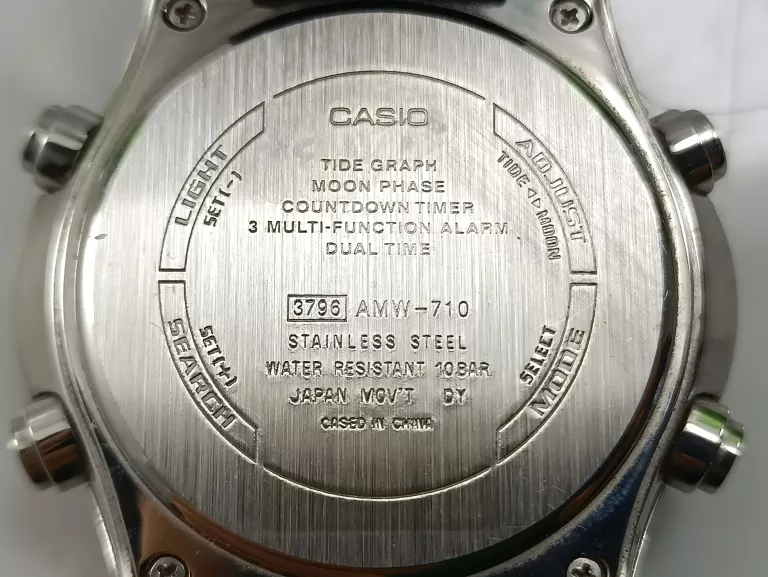 CASIO
LIGHT
SET(-)
ADJUST
TIDE ◁▷ MOON
TIDE GRAPH
MOON PHASE
COUNTDOWN TIMER
3 MULTI-FUNCTION ALARM
DUAL TIME
3796 AMW-710
STAINLESS STEEL
WATER RESISTANT 10BAR
JAPAN MOV'T DY
CASED IN CHINA
SEARCH
SET(+)
SELECT
MODE